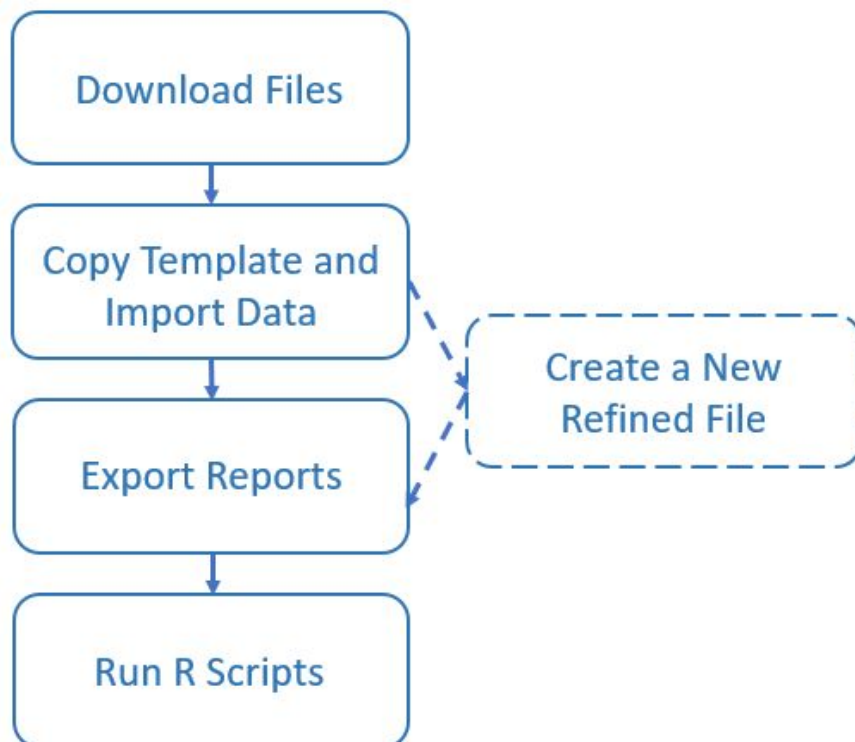 Download Files
Copy Template and
Import Data
Create a New
Refined File
Export Reports
Run R Scripts